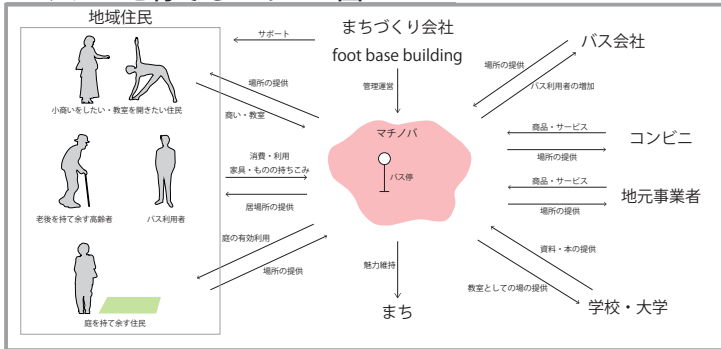 地域住民
サポート
まちづくり会社
foot base building
バス会社
場所の提供
バス利用者の増加
場所の提供
管理運営
小商いをしたい・教室を開きたい住民
商い・教室
マチノバ
バス停
商品・サービス
コンビニ
場所の提供
消費・利用
家具・ものの持ちこみ
居場所の提供
商品・サービス
地元事業者
場所の提供
老後を持て余す高齢者
バス利用者
庭の有効利用
場所の提供
魅力維持
資料・本の提供
教室としての場の提供
まち
学校・大学
庭を持て余す住民